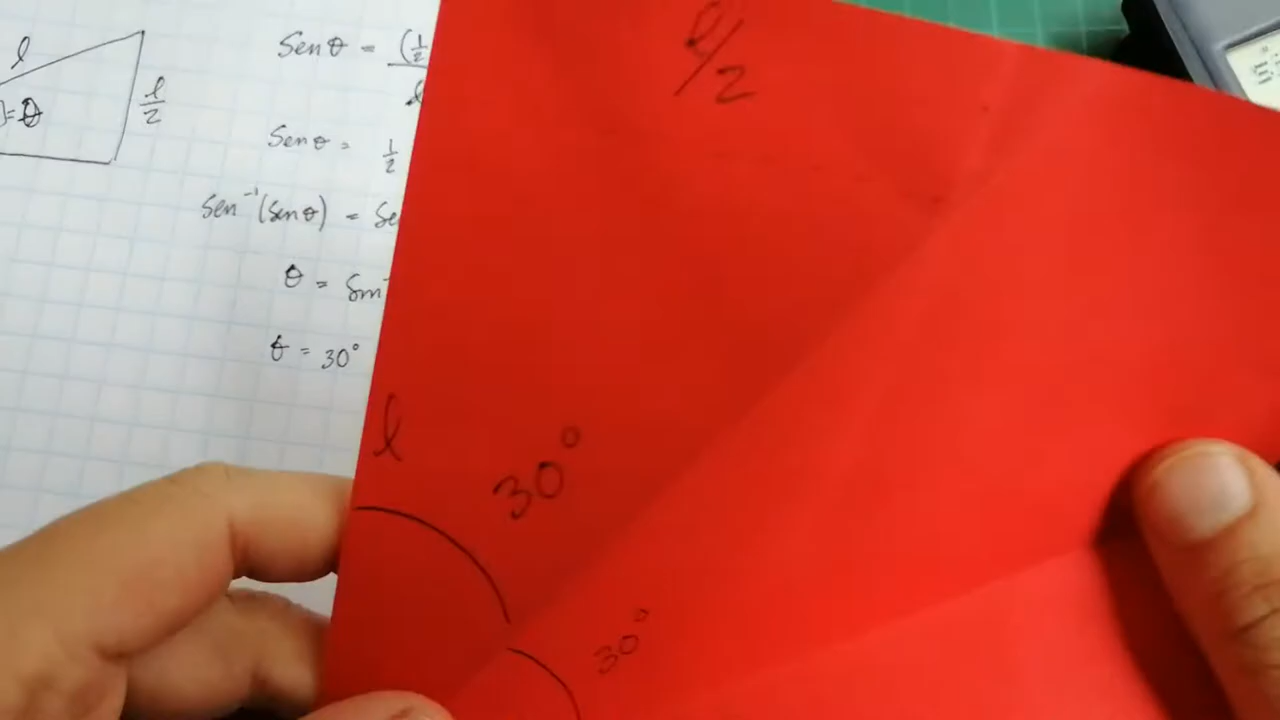 l
l/2
]=θ
Sen θ = (1/2
l
Sen θ = 1/2
Sen⁻¹(Sen θ) = Se
θ = Sen⁻
θ = 30°
l/2
l
30°
30°